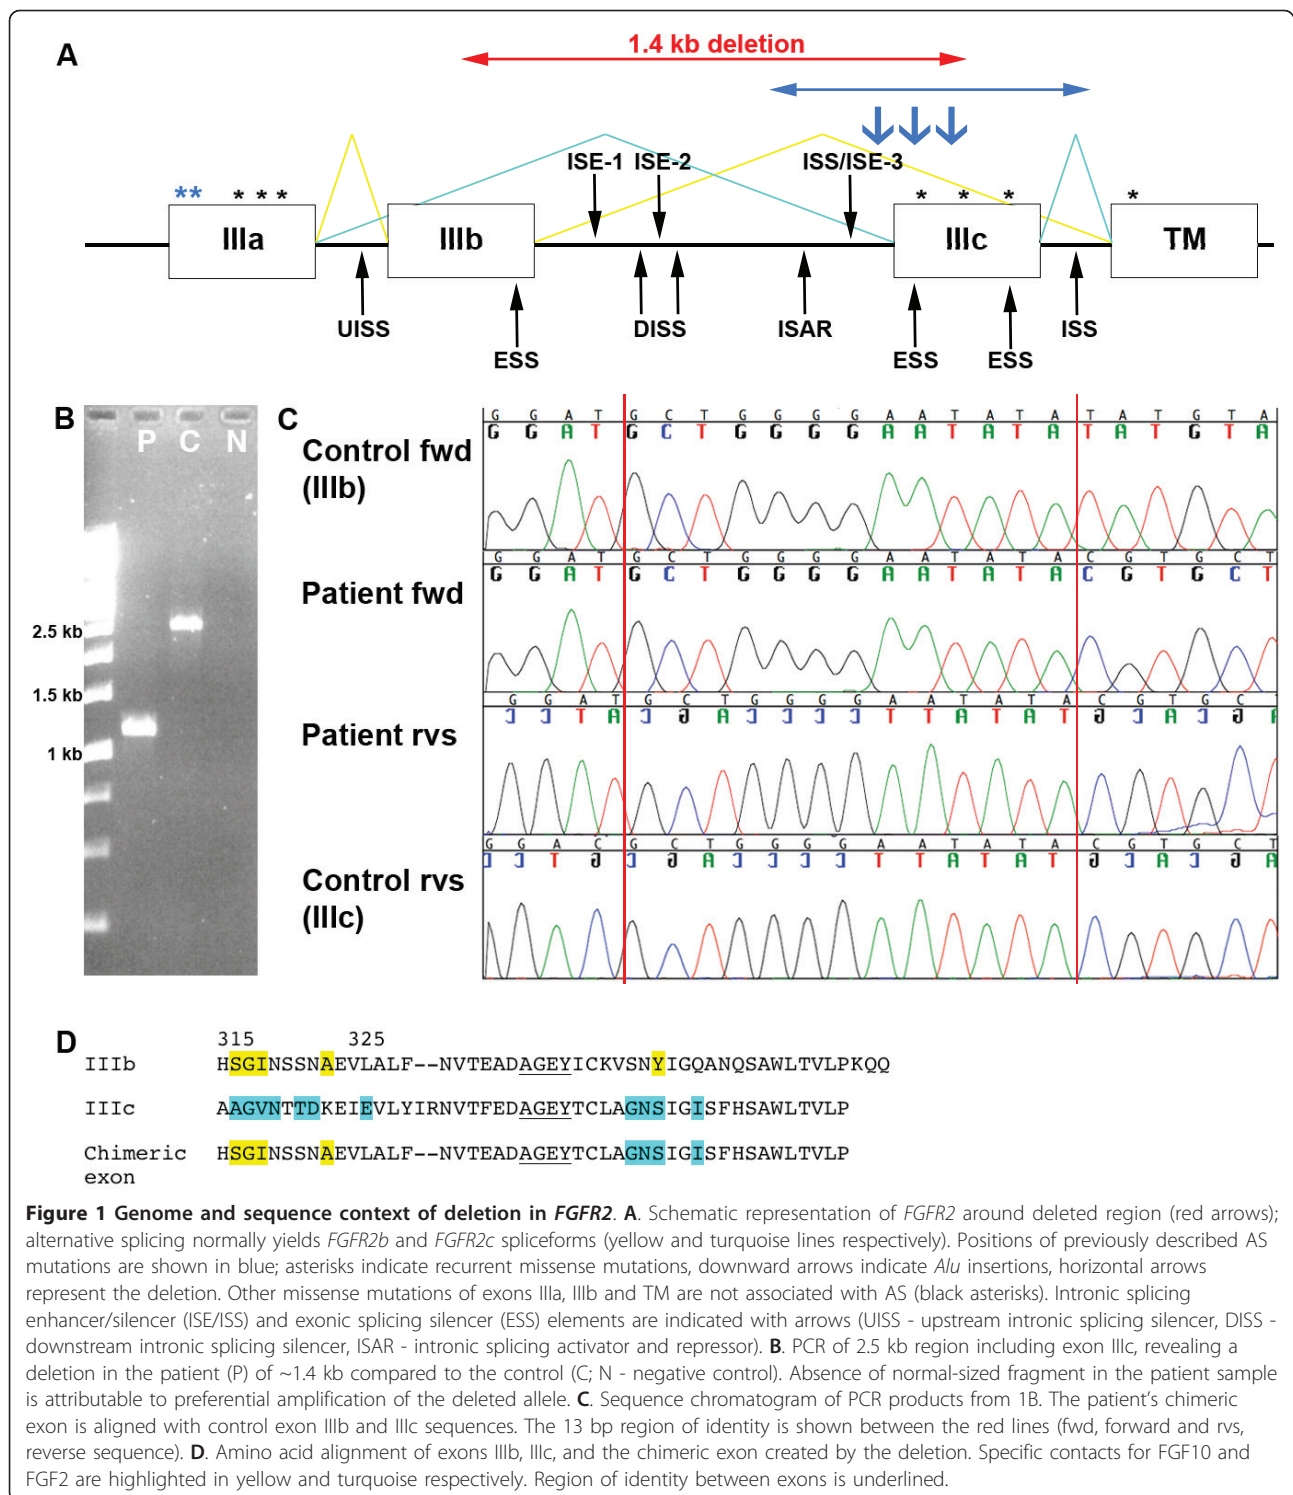 A
1.4 kb deletion
ISE-1 ISE-2 ISS/ISE-3
** * * * * * * *
IIIa IIIb IIIc TM
UISS DISS ISAR ISS
ESS ESS ESS
B
P C N
2.5 kb
1.5 kb
1 kb
C
Control fwd
(IIIb)
G G A T G C T G G G G A A T A T A T A T G T A
G G A T G C T G G G G A A T A T A T A T G T A
Patient fwd
G G A T G C T G G G G A A T A T A C G T G C T
G G A T G C T G G G G A A T A T A C G T G C T
Patient rvs
G G A T G C T G G G G A A T A T A C G T G C T
C C T A C G A C C C C T T A T A T G C A C G A
Control rvs
(IIIc)
G G A C G C T G G G G A A T A T A C G T G C T
C C T G C G A C C C C T T A T A T G C A C G A
D
315 325
IIIb HSGINSSNAEVLALF--NVTEADAGEYICKVSNYIGQANQSAWLTVLPKQQ
IIIc AAGVNTTDKEIEVLYIRNVTFEDAGEYTCLAGNSIGISFHSAWLTVLP
Chimeric HSGINSSNAEVLALF--NVTEADAGEYTCLAGNSIGISFHSAWLTVLP
exon
Figure 1 Genome and sequence context of deletion in FGFR2. A. Schematic representation of FGFR2 around deleted region (red arrows);
alternative splicing normally yields FGFR2b and FGFR2c spliceforms (yellow and turquoise lines respectively). Positions of previously described AS
mutations are shown in blue; asterisks indicate recurrent missense mutations, downward arrows indicate Alu insertions, horizontal arrows
represent the deletion. Other missense mutations of exons IIIa, IIIb and TM are not associated with AS (black asterisks). Intronic splicing
enhancer/silencer (ISE/ISS) and exonic splicing silencer (ESS) elements are indicated with arrows (UISS - upstream intronic splicing silencer, DISS -
downstream intronic splicing silencer, ISAR - intronic splicing activator and repressor). B. PCR of 2.5 kb region including exon IIIc, revealing a
deletion in the patient (P) of ~1.4 kb compared to the control (C; N - negative control). Absence of normal-sized fragment in the patient sample
is attributable to preferential amplification of the deleted allele. C. Sequence chromatogram of PCR products from 1B. The patient's chimeric
exon is aligned with control exon IIIb and IIIc sequences. The 13 bp region of identity is shown between the red lines (fwd, forward and rvs,
reverse sequence). D. Amino acid alignment of exons IIIb, IIIc, and the chimeric exon created by the deletion. Specific contacts for FGF10 and
FGF2 are highlighted in yellow and turquoise respectively. Region of identity between exons is underlined.